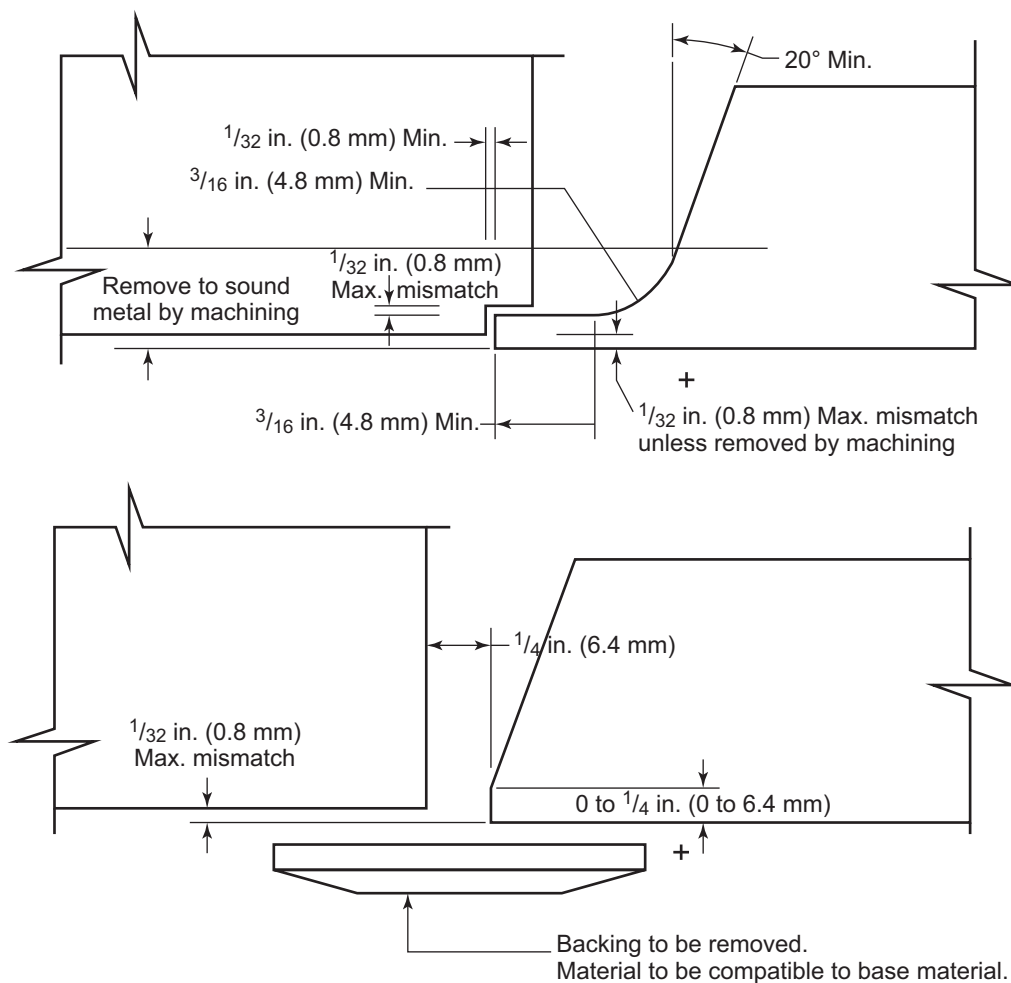 20° Min.
1/32 in. (0.8 mm) Min.
3/16 in. (4.8 mm) Min.
1/32 in. (0.8 mm)
Max. mismatch
Remove to sound
metal by machining
+
3/16 in. (4.8 mm) Min.
1/32 in. (0.8 mm) Max. mismatch
unless removed by machining
1/4 in. (6.4 mm)
1/32 in. (0.8 mm)
Max. mismatch
0 to 1/4 in. (0 to 6.4 mm)
+
Backing to be removed.
Material to be compatible to base material.